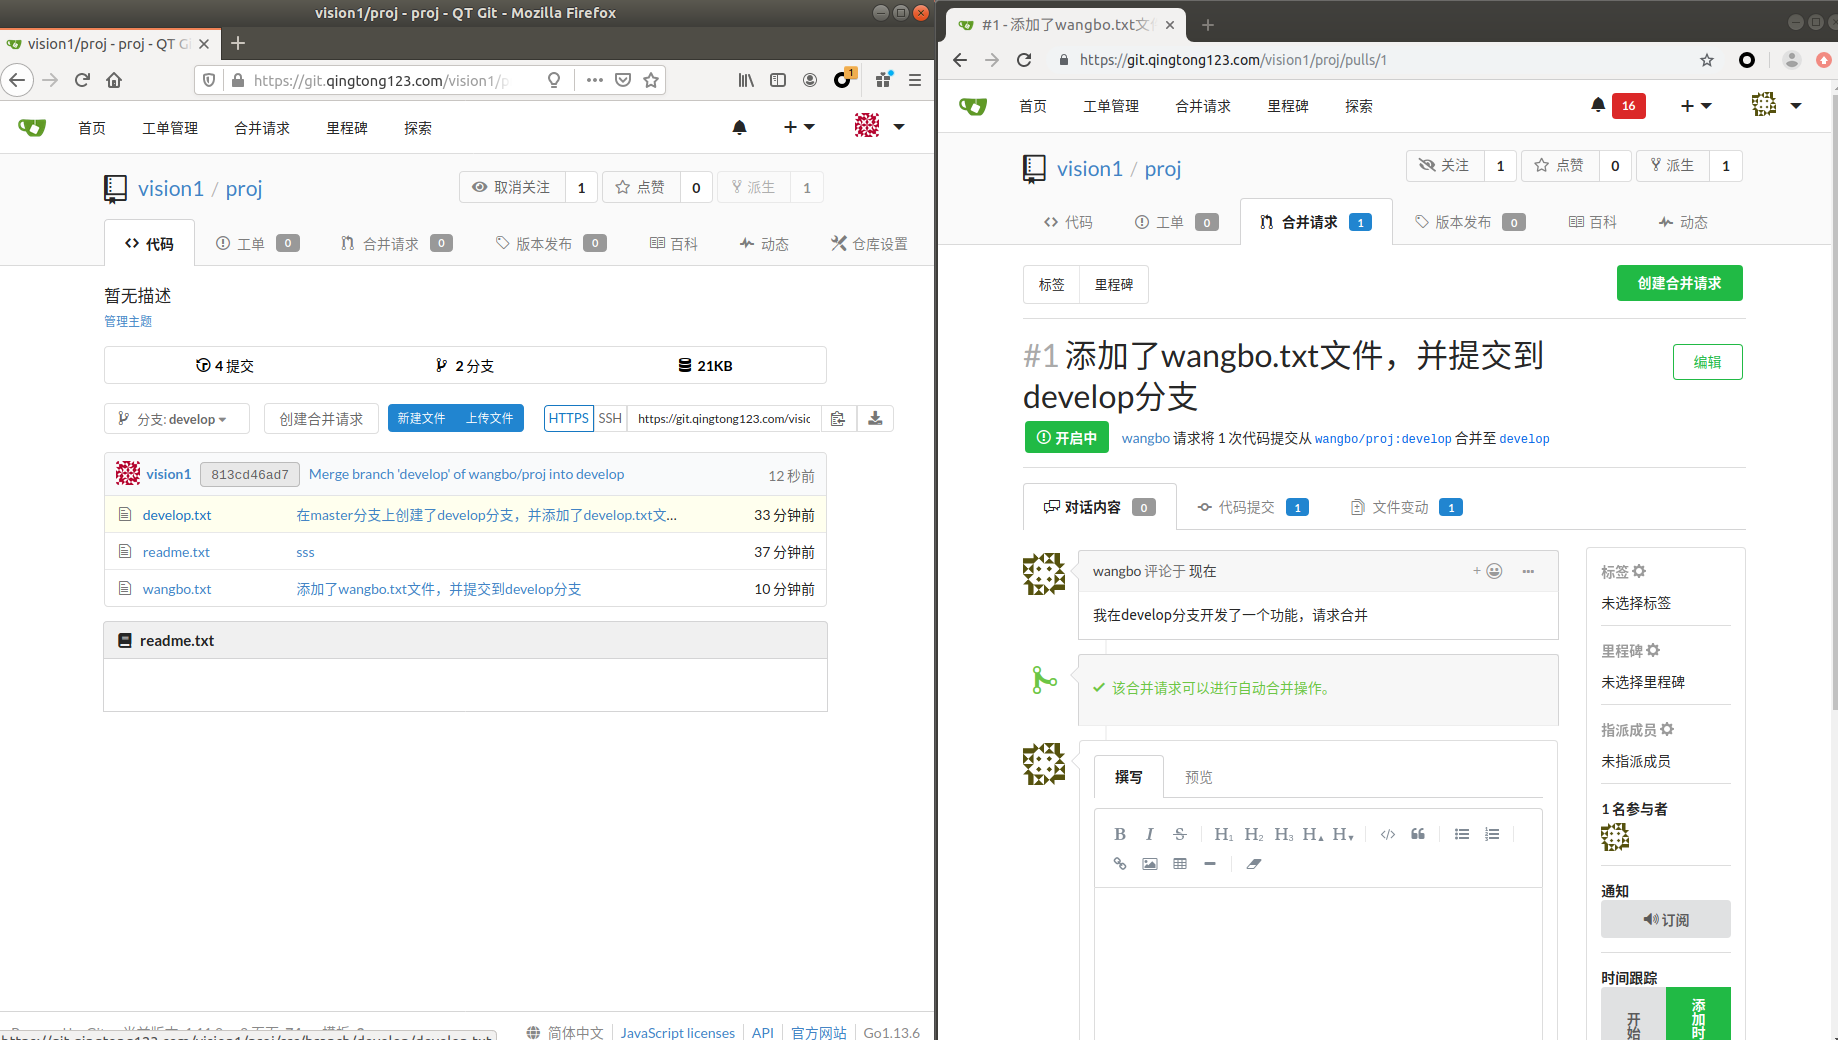 vision1/proj - proj - QT Git - Mozilla Firefox
vision1/proj - proj - QT Gi
https://git.qingtong123.com/vision1/p
1
首页 工单管理 合并请求 里程碑 探索
vision1 / proj
取消关注 1 点赞 0 派生 1
代码 工单 0 合并请求 0 版本发布 0 百科 动态 仓库设置
暂无描述
管理主题
4 提交 2 分支 21KB
分支: develop 创建合并请求 新建文件 上传文件 HTTPS SSH https://git.qingtong123.com/visic
vision1 813cd46ad7 Merge branch 'develop' of wangbo/proj into develop 12 秒前
develop.txt 在master分支上创建了develop分支，并添加了develop.txt文... 33 分钟前
readme.txt sss 37 分钟前
wangbo.txt 添加了wangbo.txt文件，并提交到develop分支 10 分钟前
readme.txt
简体中文 JavaScript licenses API 官方网站 Go1.13.6
https://git.qingtong123.com/vision1/proj/src/branch/develop/develop.txt
#1 - 添加了wangbo.txt文件
https://git.qingtong123.com/vision1/proj/pulls/1
首页 工单管理 合并请求 里程碑 探索 16
vision1 / proj
关注 1 点赞 0 派生 1
代码 工单 0 合并请求 1 版本发布 0 百科 动态
标签 里程碑 创建合并请求
#1 添加了wangbo.txt文件，并提交到
develop分支
编辑
开启中 wangbo 请求将 1 次代码提交从 wangbo/proj:develop 合并至 develop
对话内容 0 代码提交 1 文件变动 1
wangbo 评论于 现在
我在develop分支开发了一个功能，请求合并
该合并请求可以进行自动合并操作。
撰写 预览
B I S H1 H2 H3 H▲ H▼
标签
未选择标签
里程碑
未选择里程碑
指派成员
未指派成员
1 名参与者
通知
订阅
时间跟踪
开始
添加时